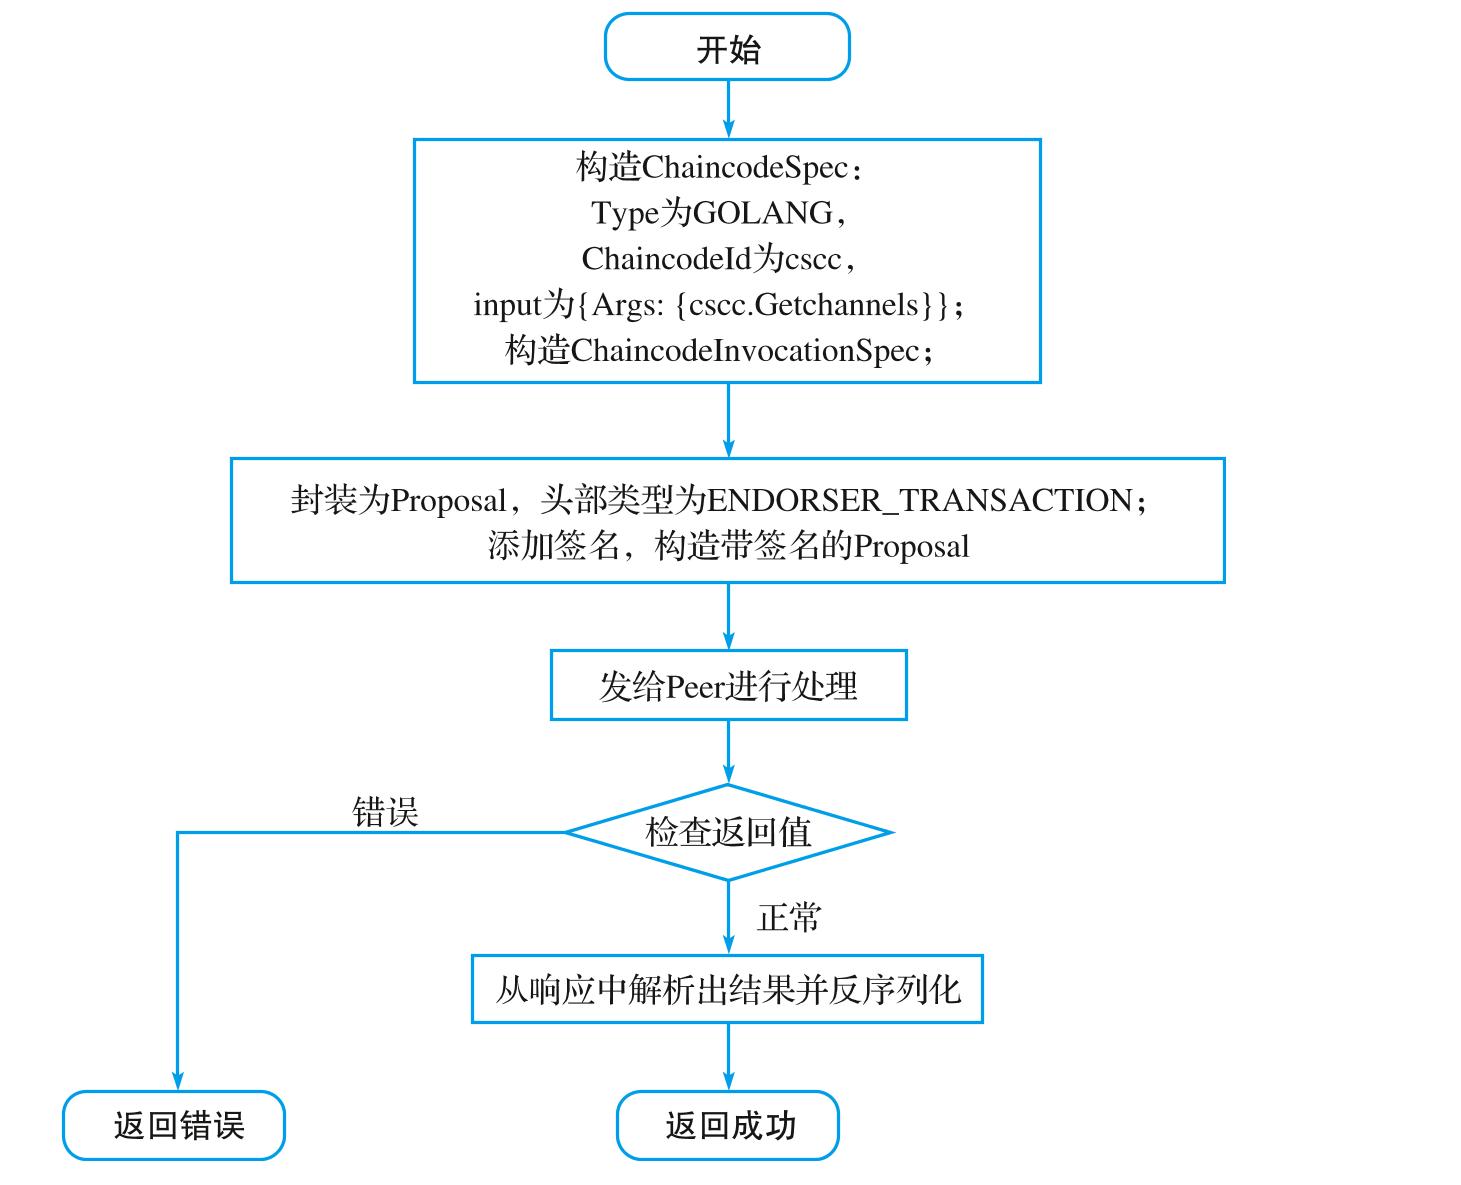 开始
构造ChaincodeSpec：
Type为GOLANG，
ChaincodeId为cscc，
input为{Args: {cscc.Getchannels}}；
构造ChaincodeInvocationSpec；
封装为Proposal，头部类型为ENDORSER_TRANSACTION；
添加签名，构造带签名的Proposal
发给Peer进行处理
错误
检查返回值
正常
从响应中解析出结果并反序列化
返回错误
返回成功